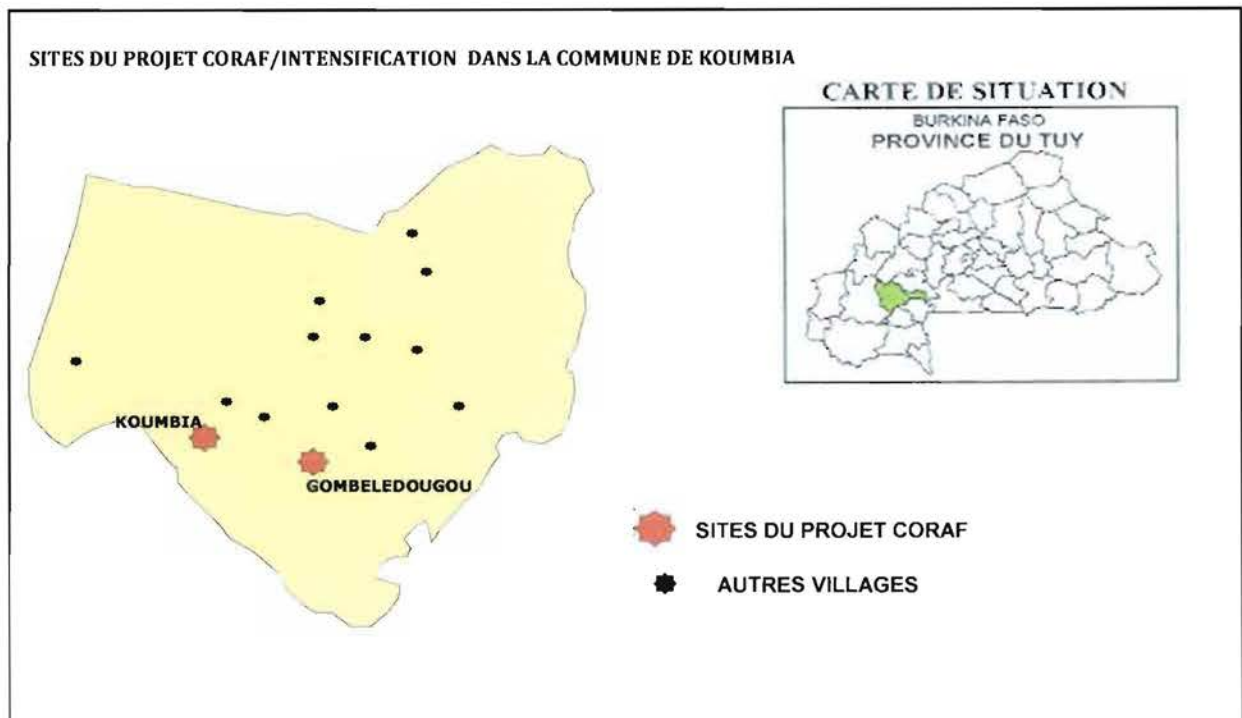 SITES DU PROJET CORAF/INTENSIFICATION DANS LA COMMUNE DE KOUMBIA
CARTE DE SITUATION
BURKINA FASO
PROVINCE DU TUY
KOUMBIA
GOMBELEDOUGOU
SITES DU PROJET CORAF
AUTRES VILLAGES